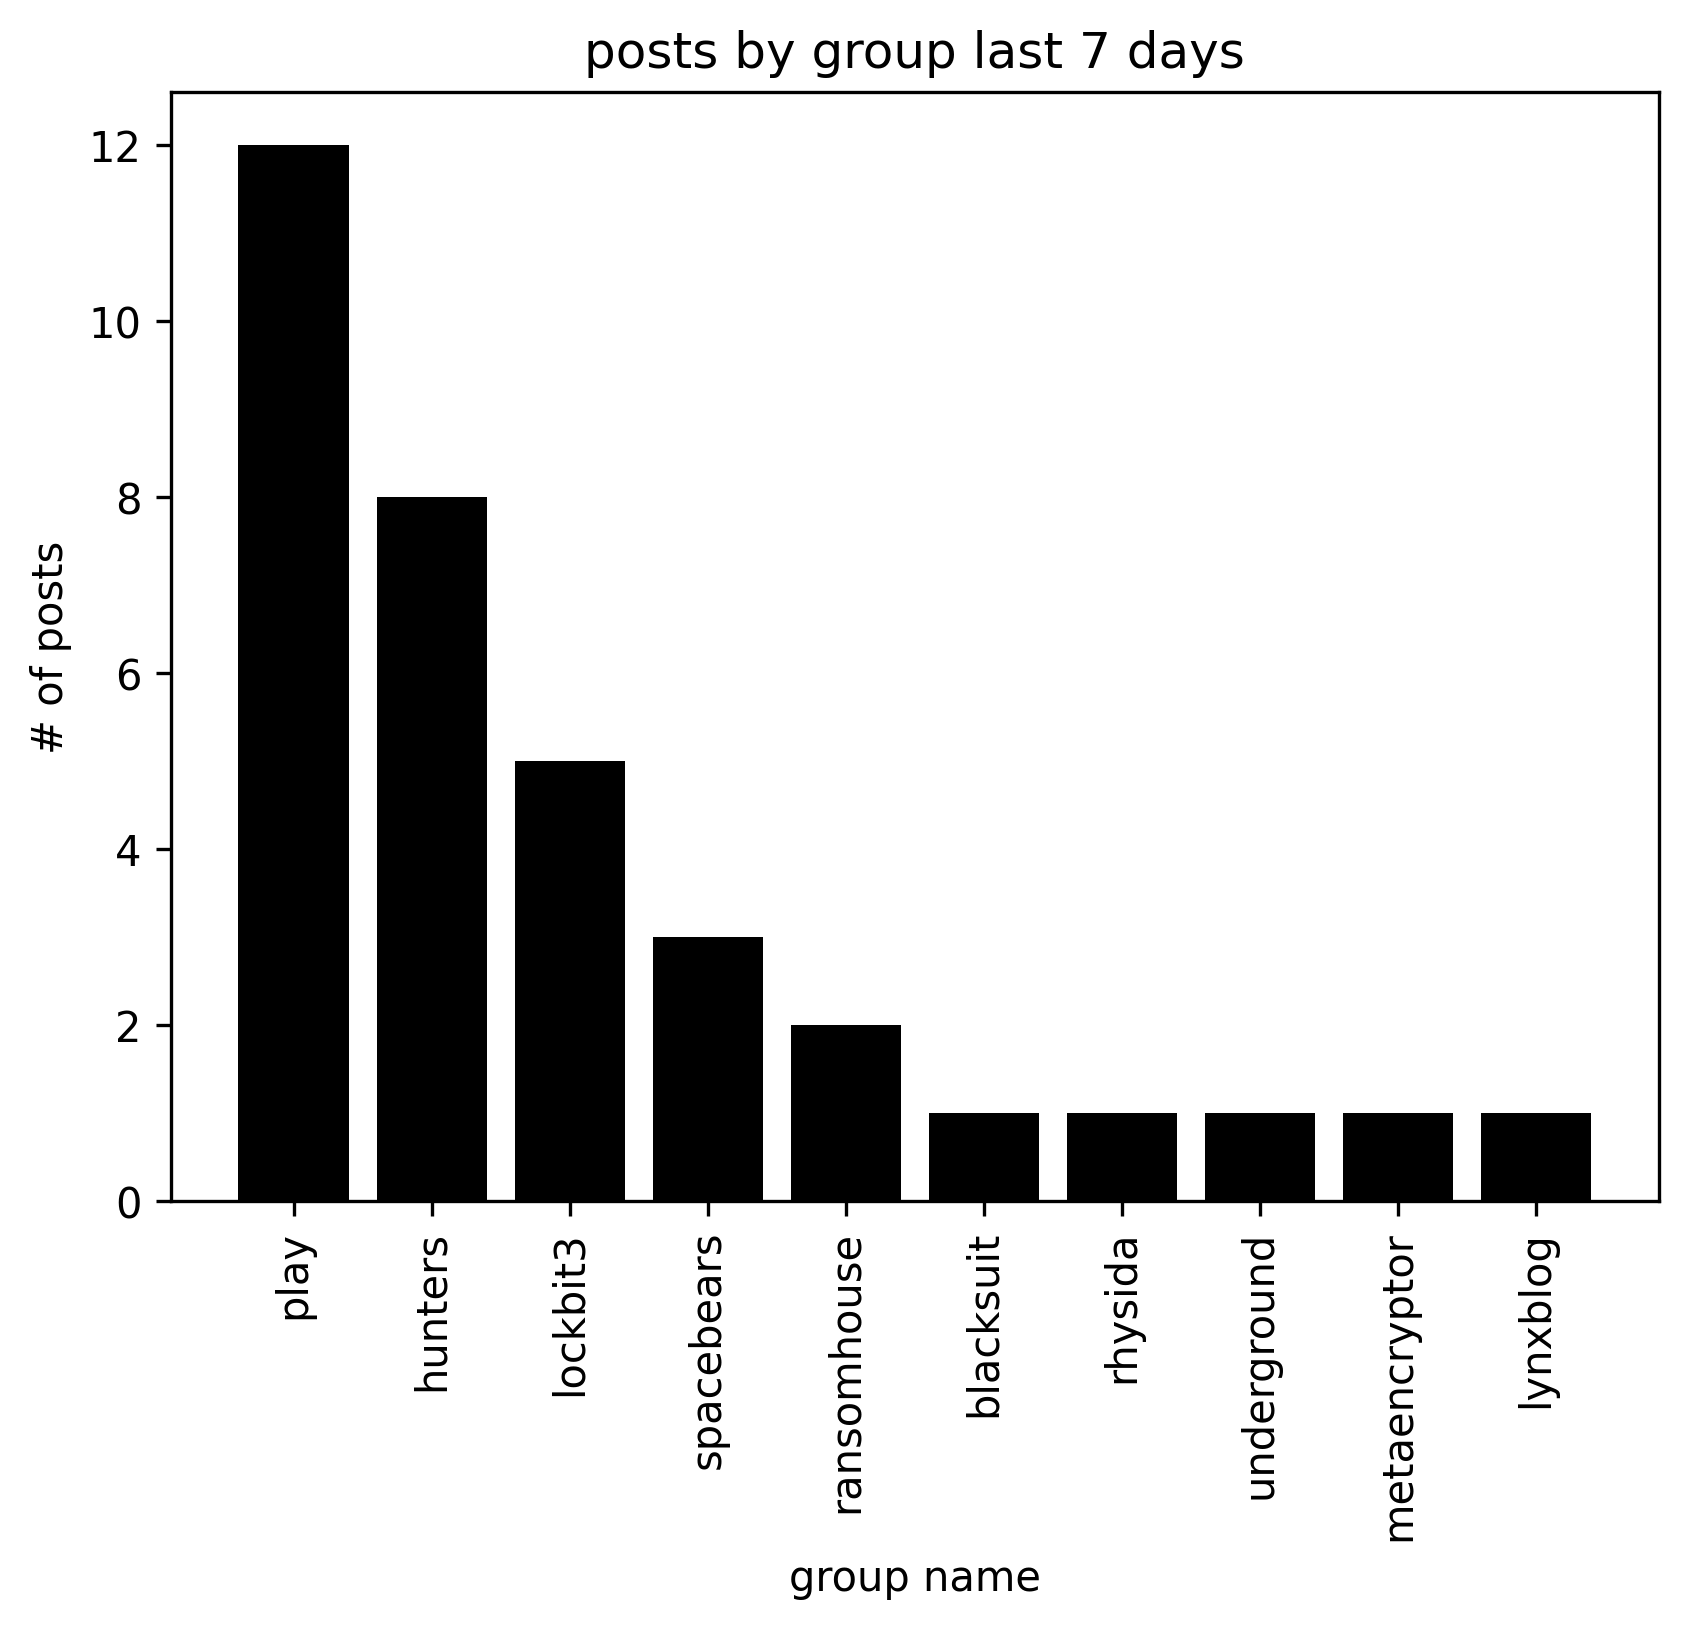 posts by group last 7 days
12
10
8
6
4
2
0
# of posts
play
hunters
lockbit3
spacebears
ransomhouse
blacksuit
rhysida
underground
metaencryptor
lynxblog
group name